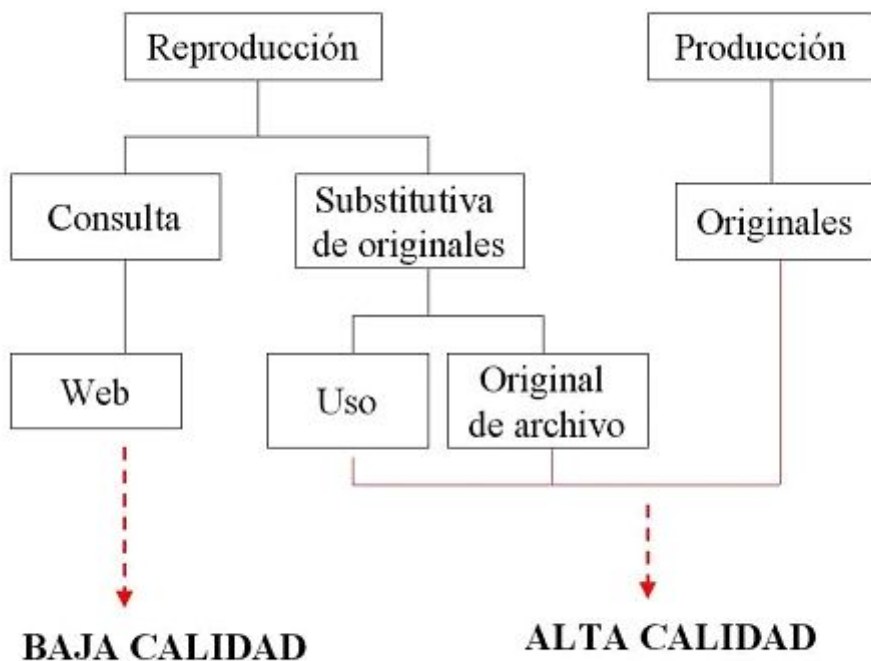 Reproducción
Producción
Consulta
Substitutiva
de originales
Originales
Web
Uso
Original
de archivo
BAJA CALIDAD
ALTA CALIDAD